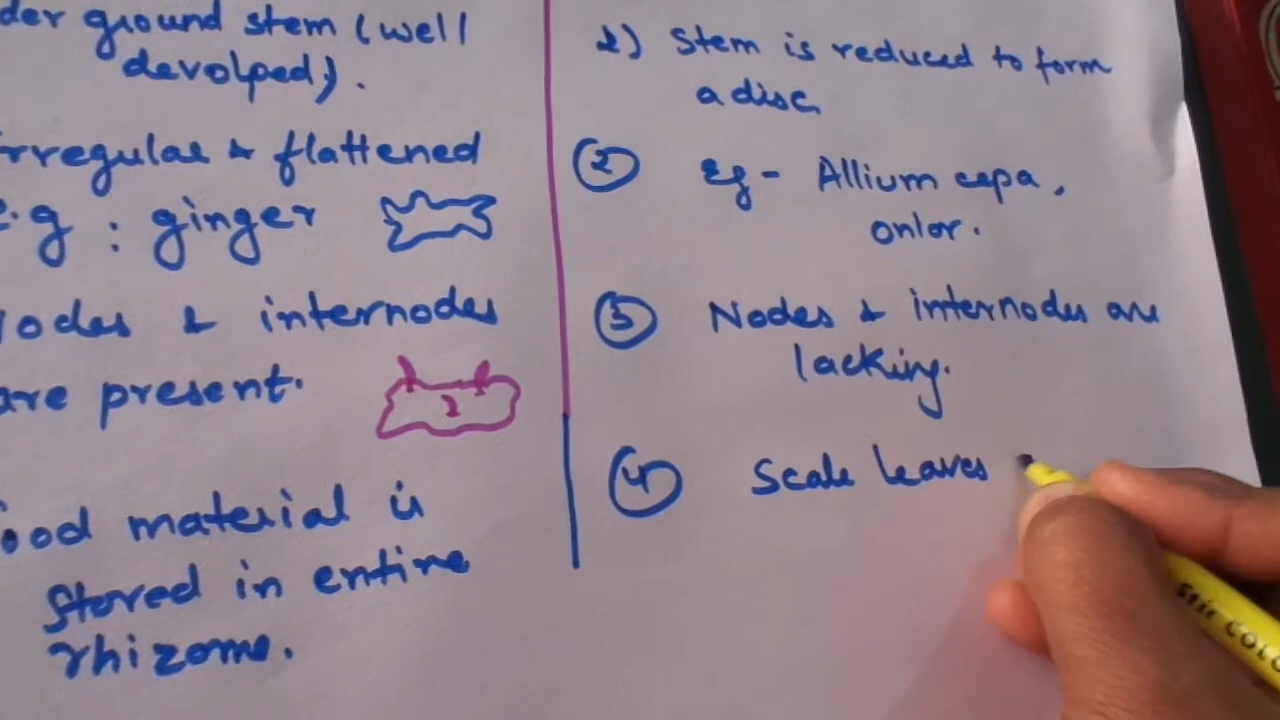 der ground stem (well
devolped).
rregular & flattened
e.g : ginger
odes & internodes
are present.
ood material is
stored in entire
rhizome.
1) Stem is reduced to form
a disc
2 Eg - Allium cepa,
onlor.
3 Nodes & internodes are
lacking.
4 Scale leaves